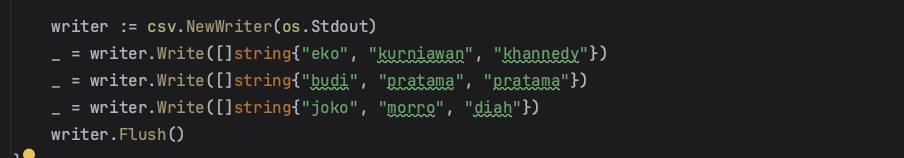 writer := csv.NewWriter(os.Stdout)
_ = writer.Write([]string{"eko", "kurniawan", "khannedy"})
_ = writer.Write([]string{"budi", "pratama", "pratama"})
_ = writer.Write([]string{"joko", "morro", "diah"})
writer.Flush()
}